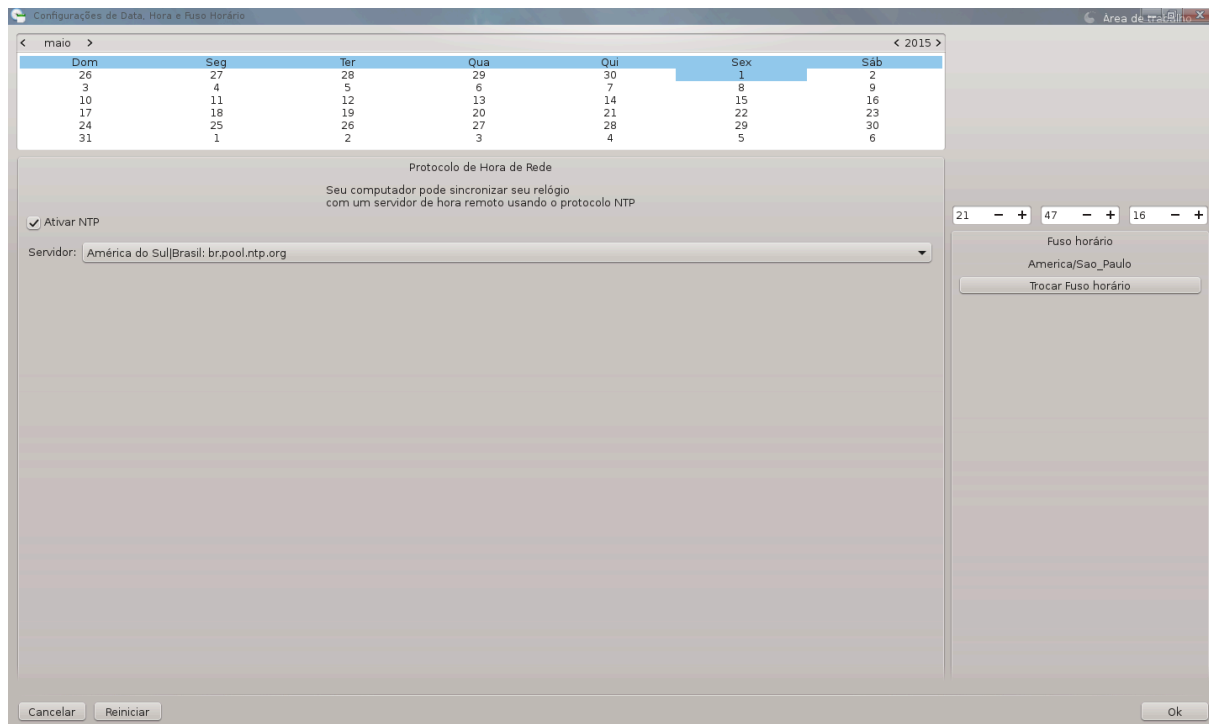 Configurações de Data, Hora e Fuso Horário
Área de trabalho
< maio > < 2015 >
Dom Seg Ter Qua Qui Sex Sáb
26 27 28 29 30 1 2
3 4 5 6 7 8 9
10 11 12 13 14 15 16
17 18 19 20 21 22 23
24 25 26 27 28 29 30
31 1 2 3 4 5 6
Protocolo de Hora de Rede
Seu computador pode sincronizar seu relógio
com um servidor de hora remoto usando o protocolo NTP
Ativar NTP
Servidor: América do Sul|Brasil: br.pool.ntp.org
21 − + 47 − + 16 − +
Fuso horário
America/Sao_Paulo
Trocar Fuso horário
Cancelar Reiniciar Ok